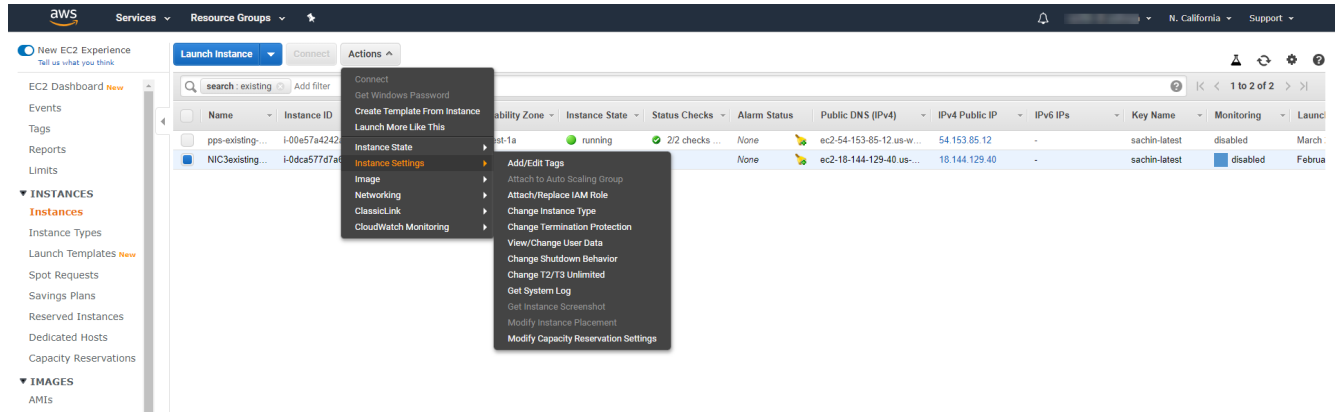 aws Services Resource Groups N. California Support
New EC2 Experience
Tell us what you think
EC2 Dashboard New
Events
Tags
Reports
Limits
INSTANCES
Instances
Instance Types
Launch Templates New
Spot Requests
Savings Plans
Reserved Instances
Dedicated Hosts
Capacity Reservations
IMAGES
AMIs
Launch Instance Connect Actions
search : existing Add filter 1 to 2 of 2
Name Instance ID ability Zone Instance State Status Checks Alarm Status Public DNS (IPv4) IPv4 Public IP IPv6 IPs Key Name Monitoring Launc
pps-existing-... i-00e57a4242 est-1a running 2/2 checks ... None ec2-54-153-85-12.us-w... 54.153.85.12 - sachin-latest disabled March
NIC3existing... i-0dca577d7a6 None ec2-18-144-129-40.us-... 18.144.129.40 - sachin-latest disabled Februa
Connect
Get Windows Password
Create Template From Instance
Launch More Like This
Instance State
Instance Settings
Image
Networking
ClassicLink
CloudWatch Monitoring
Add/Edit Tags
Attach to Auto Scaling Group
Attach/Replace IAM Role
Change Instance Type
Change Termination Protection
View/Change User Data
Change Shutdown Behavior
Change T2/T3 Unlimited
Get System Log
Get Instance Screenshot
Modify Instance Placement
Modify Capacity Reservation Settings